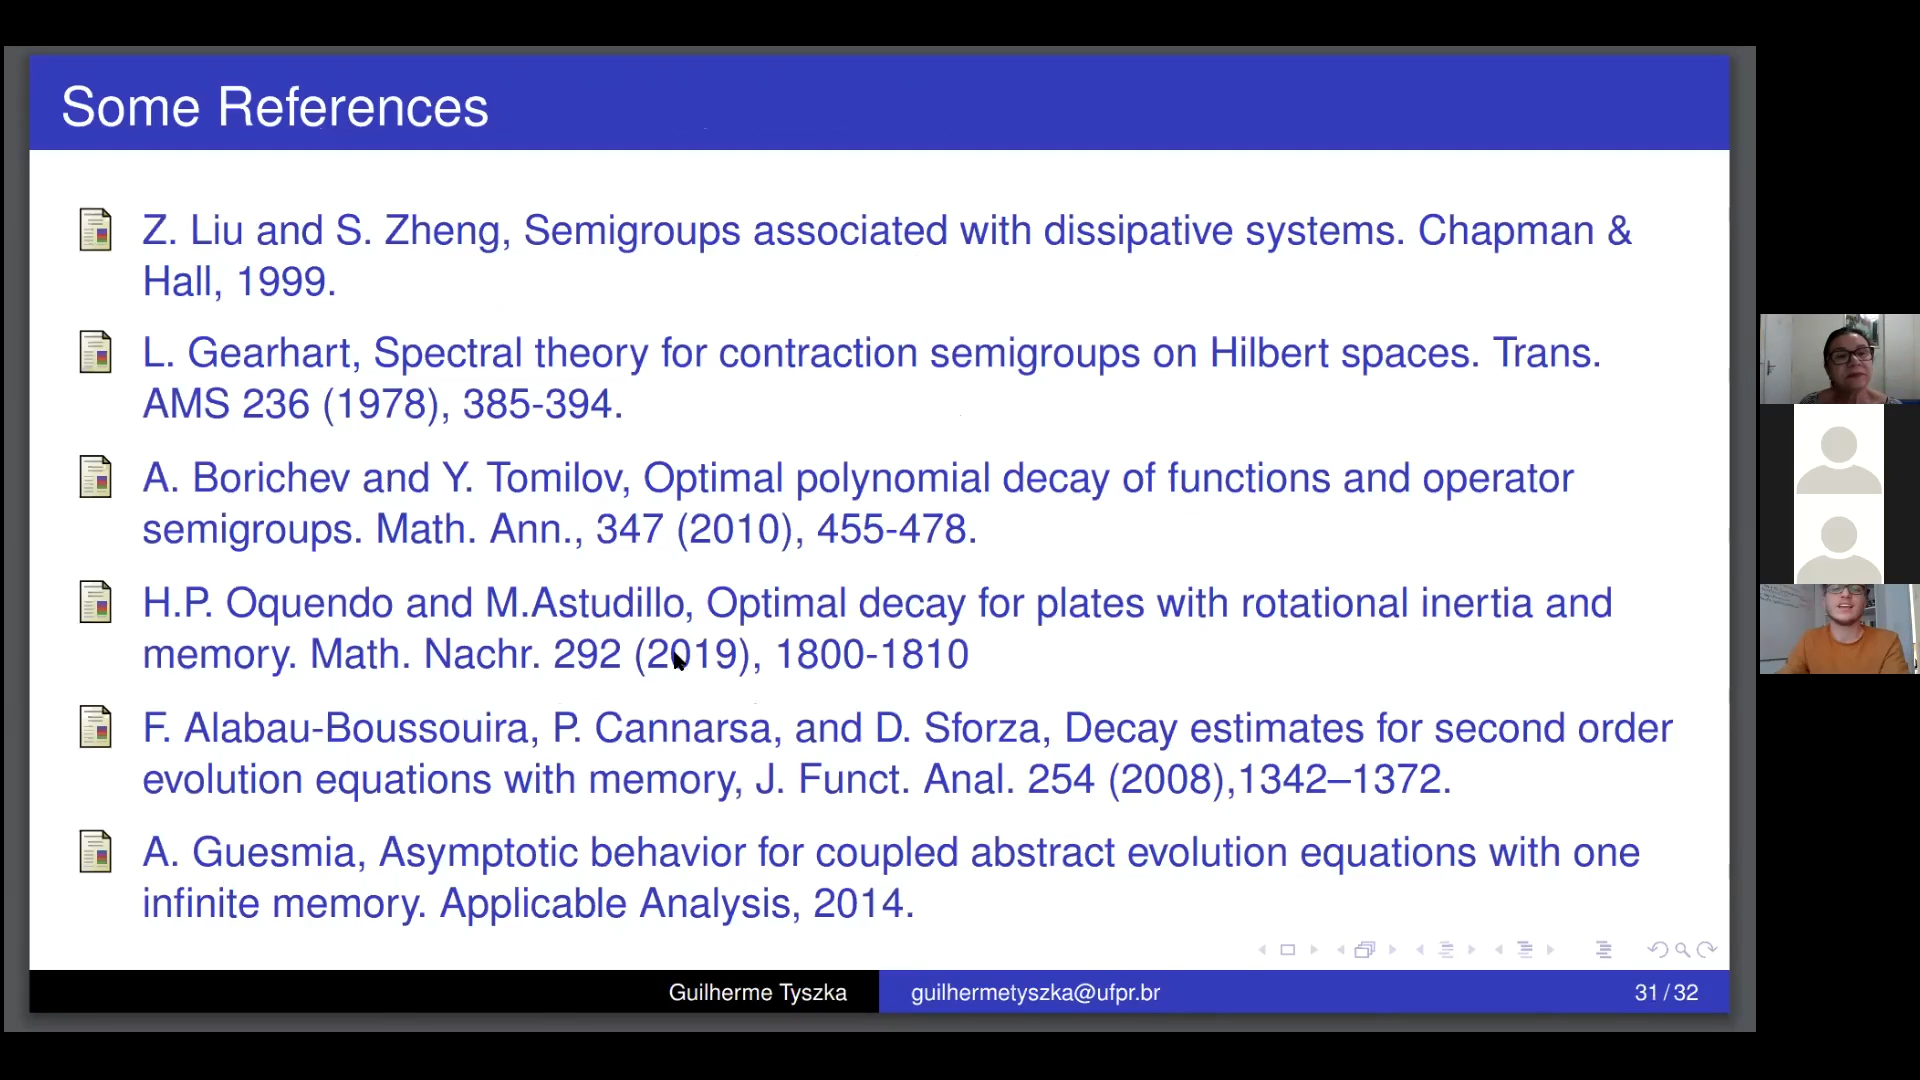 Some References
Z. Liu and S. Zheng, Semigroups associated with dissipative systems. Chapman &
Hall, 1999.
L. Gearhart, Spectral theory for contraction semigroups on Hilbert spaces. Trans.
AMS 236 (1978), 385-394.
A. Borichev and Y. Tomilov, Optimal polynomial decay of functions and operator
semigroups. Math. Ann., 347 (2010), 455-478.
H.P. Oquendo and M.Astudillo, Optimal decay for plates with rotational inertia and
memory. Math. Nachr. 292 (2019), 1800-1810
F. Alabau-Boussouira, P. Cannarsa, and D. Sforza, Decay estimates for second order
evolution equations with memory, J. Funct. Anal. 254 (2008),1342–1372.
A. Guesmia, Asymptotic behavior for coupled abstract evolution equations with one
infinite memory. Applicable Analysis, 2014.
Guilherme Tyszka guilhermetyszka@ufpr.br 31 / 32